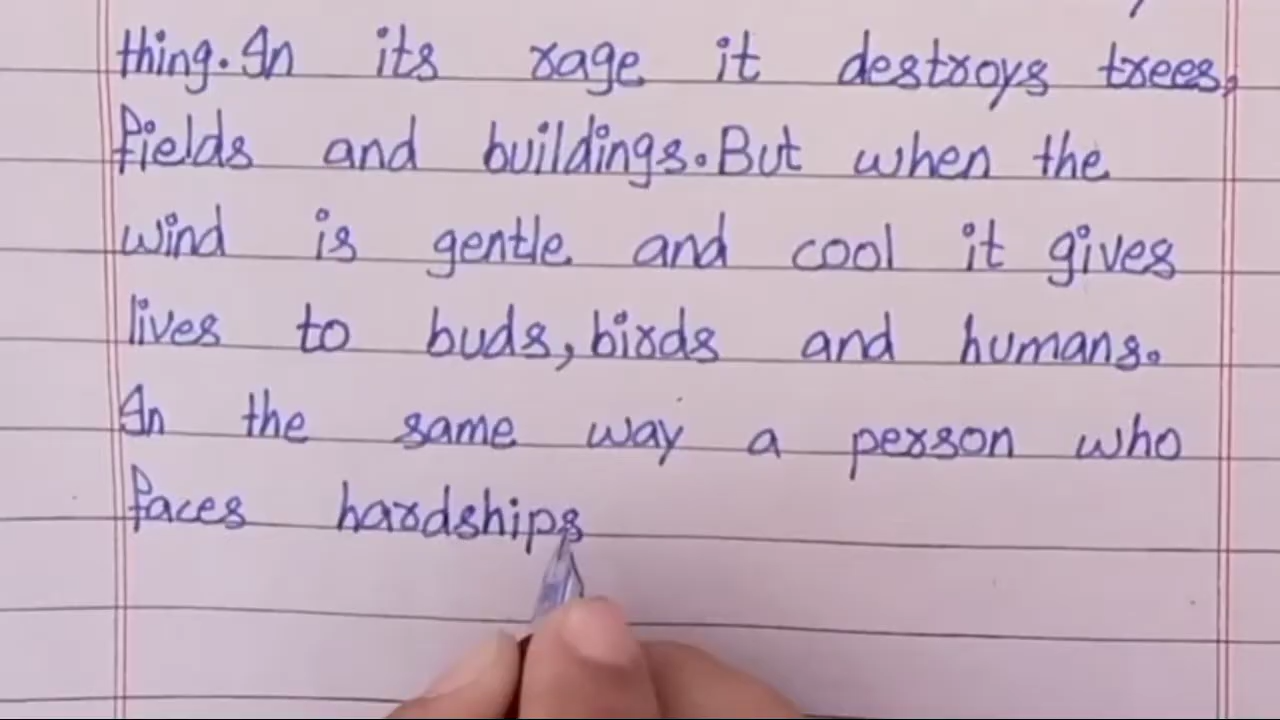 thing. In its rage it destroys trees,
fields and buildings. But when the
wind is gentle and cool it gives
lives to buds, birds and humans.
In the same way a person who
faces hardships